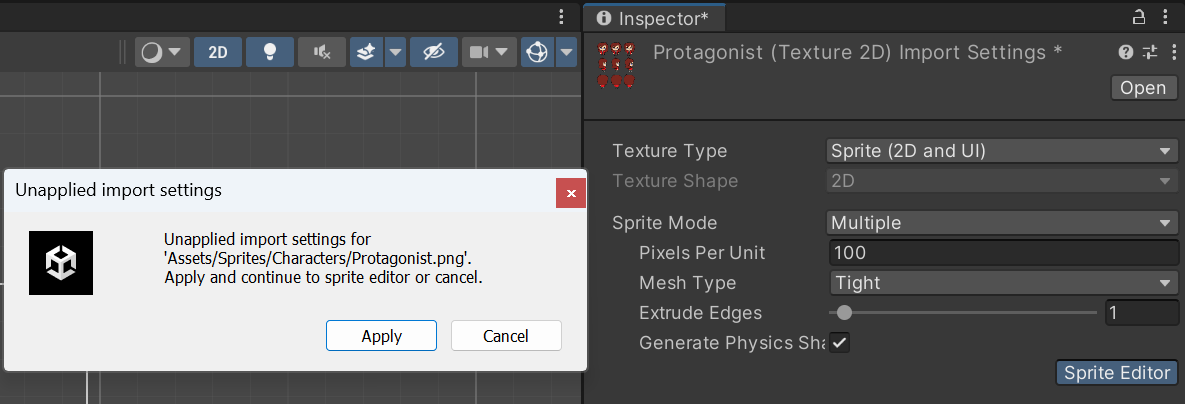 Inspector*
2D
Protagonist (Texture 2D) Import Settings *
Open
Texture Type
Sprite (2D and UI)
Texture Shape
2D
Sprite Mode
Multiple
Pixels Per Unit
100
Mesh Type
Tight
Extrude Edges
1
Generate Physics Sha
Sprite Editor
Unapplied import settings
Unapplied import settings for
'Assets/Sprites/Characters/Protagonist.png'.
Apply and continue to sprite editor or cancel.
Apply
Cancel